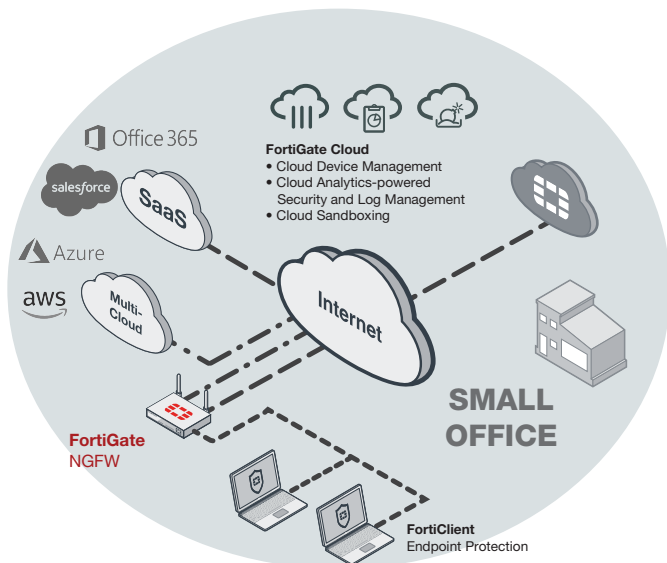 Office 365
salesforce
SaaS
Azure
aws
Multi-
Cloud
FortiGate Cloud
• Cloud Device Management
• Cloud Analytics-powered
Security and Log Management
• Cloud Sandboxing
Internet
SMALL
OFFICE
FortiGate
NGFW
FortiClient
Endpoint Protection